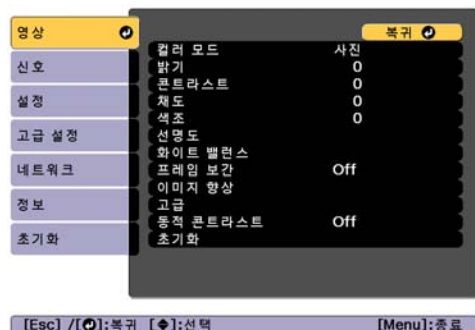 영상
신호
설정
고급 설정
네트워크
정보
초기화
복귀
컬러 모드 사진
밝기 0
콘트라스트 0
채도 0
색조 0
선명도
화이트 밸런스
프레임 보간 Off
이미지 향상
고급
동적 콘트라스트 Off
초기화
[Esc] /[⏎]:복귀 [◆]:선택 [Menu]:종료